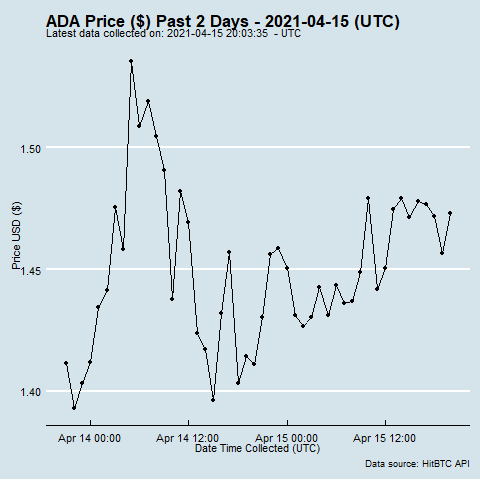 ADA Price ($) Past 2 Days - 2021-04-15 (UTC)
Latest data collected on: 2021-04-15 20:03:35 - UTC
Price USD ($)
1.50
1.45
1.40
Apr 14 00:00 Apr 14 12:00 Apr 15 00:00 Apr 15 12:00
Date Time Collected (UTC)
Data source: HitBTC API